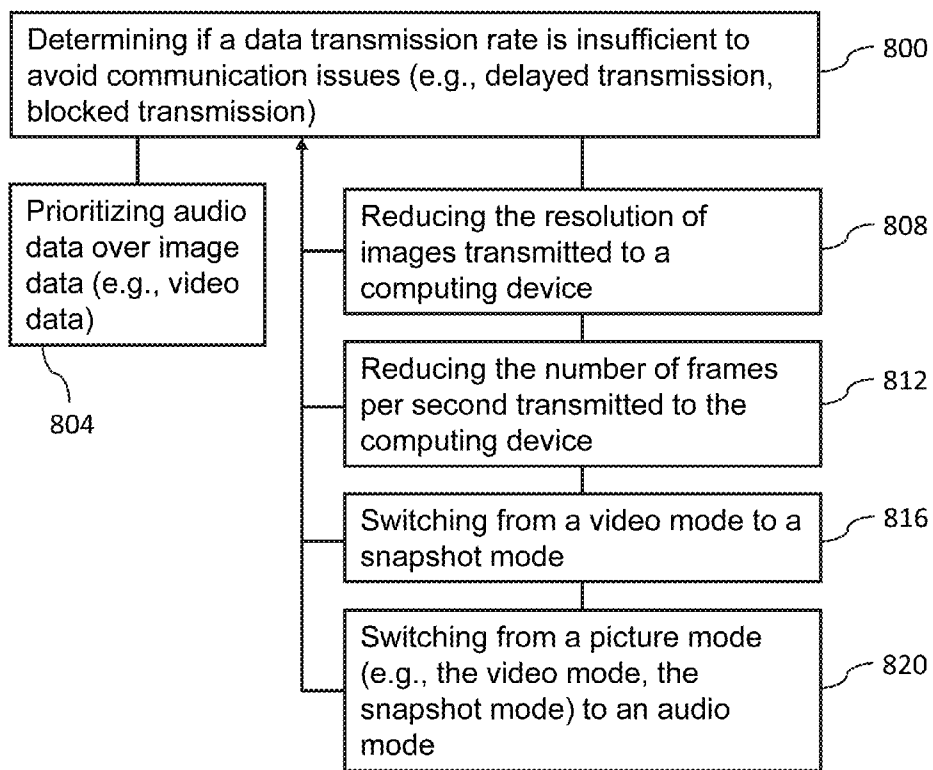 Determining if a data transmission rate is insufficient to
avoid communication issues (e.g., delayed transmission,
blocked transmission)
800
Prioritizing audio
data over image
data (e.g., video
data)
804
Reducing the resolution of
images transmitted to a
computing device
808
Reducing the number of frames
per second transmitted to the
computing device
812
Switching from a video mode to a
snapshot mode
816
Switching from a picture mode
(e.g., the video mode, the
snapshot mode) to an audio
mode
820